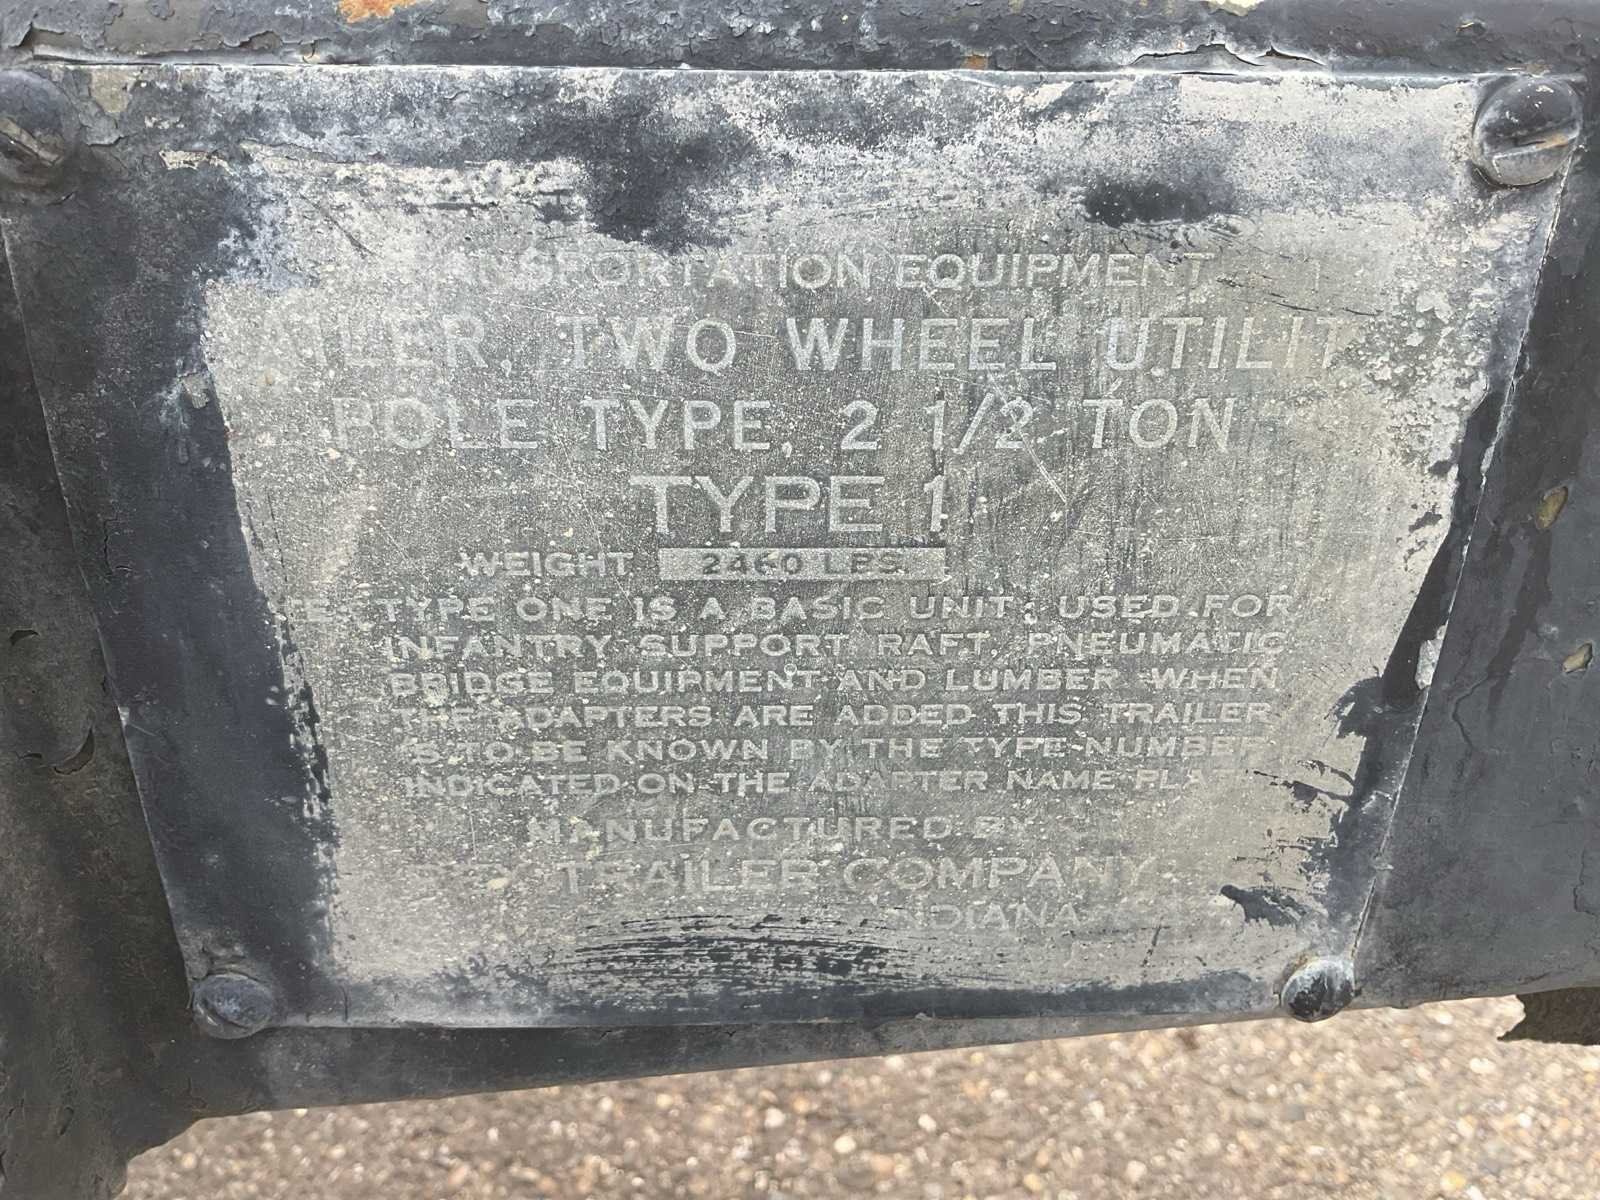 TRANSPORTATION EQUIPMENT
AILER, TWO WHEEL UTILIT
POLE TYPE, 2 1/2 TON
TYPE 1
WEIGHT 2460 LBS.
TE- TYPE ONE IS A BASIC UNIT; USED FOR
INFANTRY SUPPORT RAFT, PNEUMATIC
BRIDGE EQUIPMENT AND LUMBER WHEN
THE ADAPTERS ARE ADDED THIS TRAILER
IS TO BE KNOWN BY THE TYPE NUMBER
INDICATED ON THE ADAPTER NAME PLAT
MANUFACTURED BY
TRAILER COMPANY
INDIANA